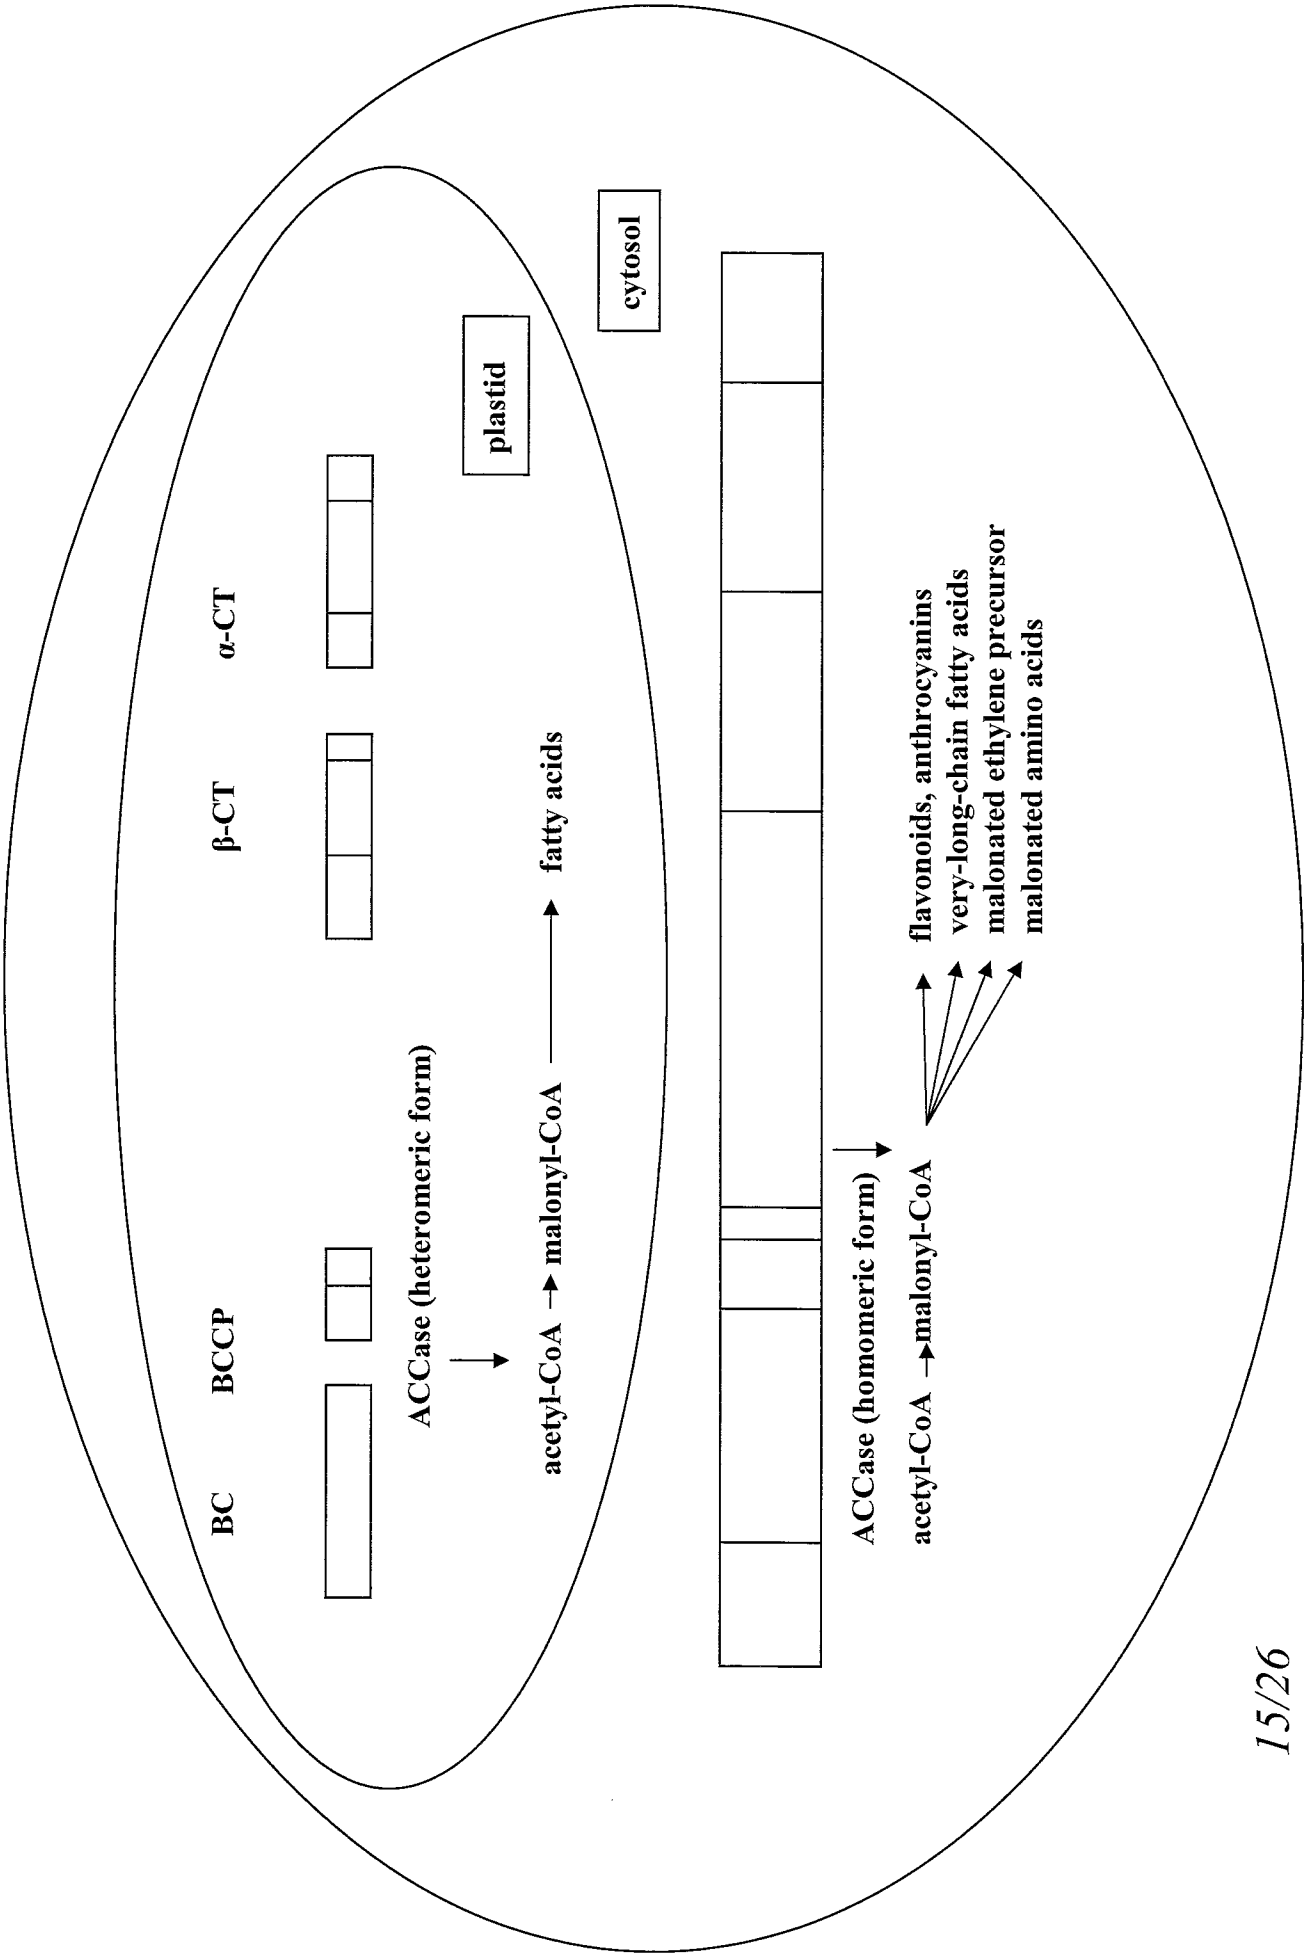 BC BCCP β-CT α-CT
ACCase (heteromeric form)
plastid
acetyl-CoA malonyl-CoA fatty acids
cytosol
ACCase (homomeric form)
acetyl-CoA malonyl-CoA flavonoids, anthrocyanins
very-long-chain fatty acids
malonated ethylene precursor
malonated amino acids
15/26